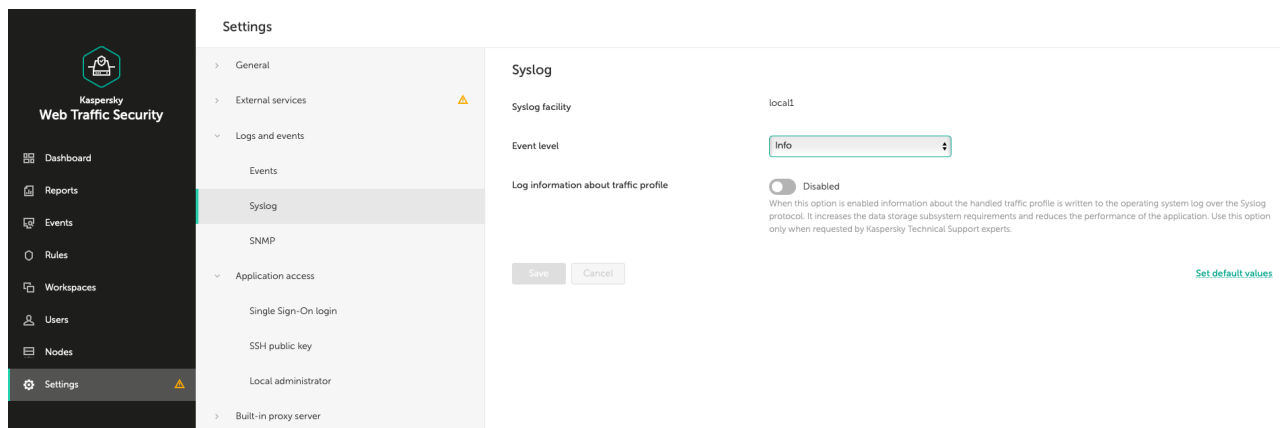 Kaspersky
Web Traffic Security
Dashboard
Reports
Events
Rules
Workspaces
Users
Nodes
Settings
Settings
General
External services
Logs and events
Events
Syslog
SNMP
Application access
Single Sign-On login
SSH public key
Local administrator
Built-in proxy server
Syslog
Syslog facility
local1
Event level
Info
Log information about traffic profile
Disabled
When this option is enabled information about the handled traffic profile is written to the operating system log over the Syslog
protocol. It increases the data storage subsystem requirements and reduces the performance of the application. Use this option
only when requested by Kaspersky Technical Support experts.
Save
Cancel
Set default values